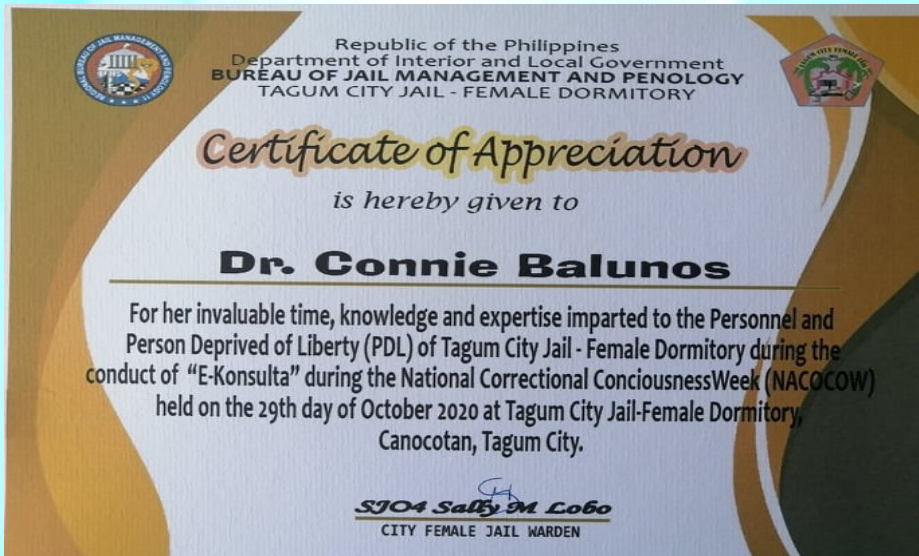 Republic of the Philippines
Department of Interior and Local Government
BUREAU OF JAIL MANAGEMENT AND PENOLOGY
TAGUM CITY JAIL - FEMALE DORMITORY
Certificate of Appreciation
is hereby given to
Dr. Connie Balunos
For her invaluable time, knowledge and expertise imparted to the Personnel and
Person Deprived of Liberty (PDL) of Tagum City Jail - Female Dormitory during the
conduct of “E-Konsulta” during the National Correctional ConciousnessWeek (NACOCOW)
held on the 29th day of October 2020 at Tagum City Jail-Female Dormitory,
Canocotan, Tagum City.
SJO4 Sally M Lobo
CITY FEMALE JAIL WARDEN